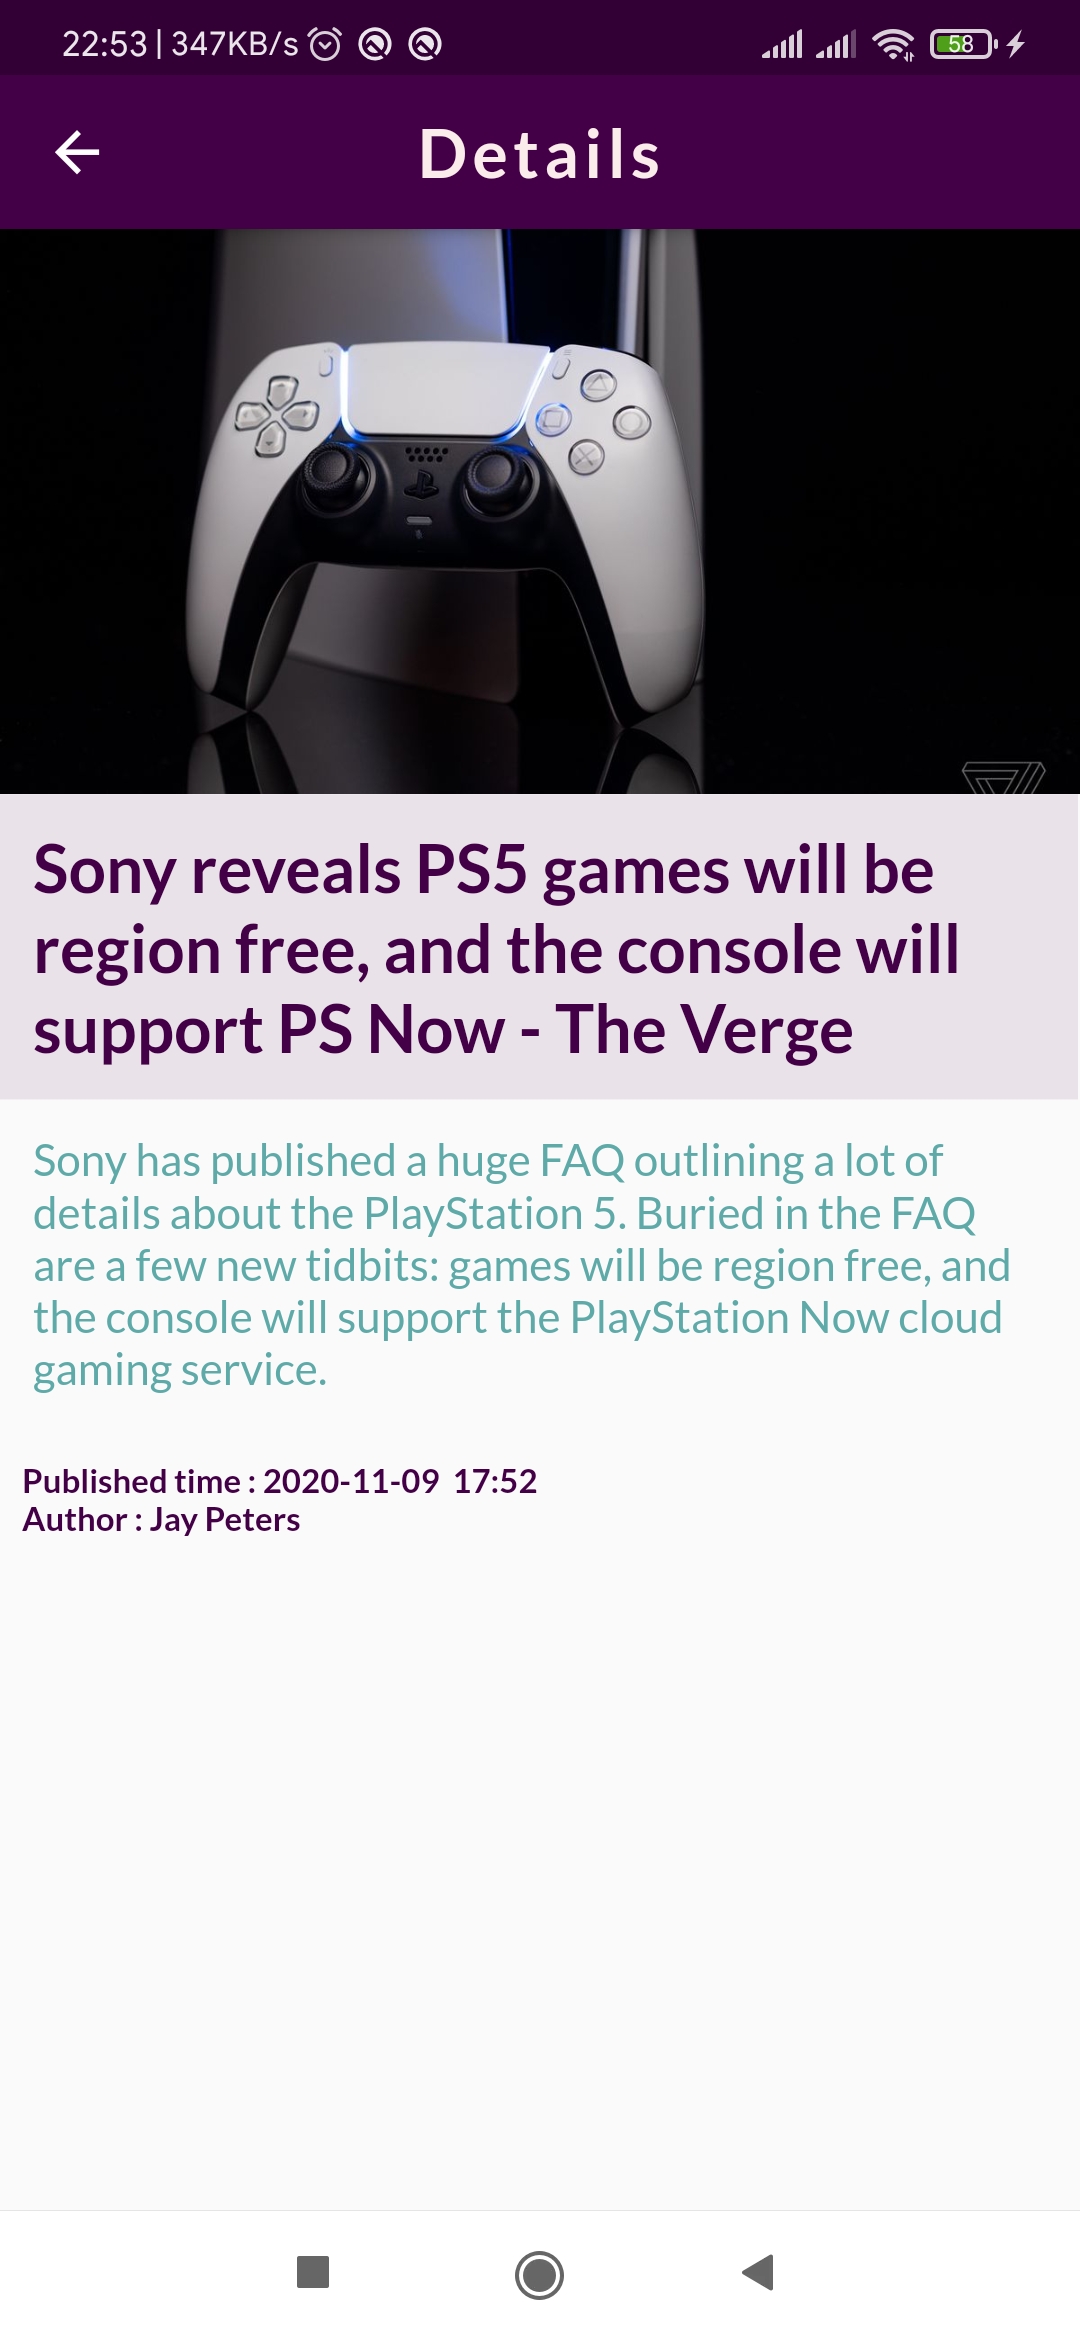 22:53 | 347KB/s 58
Details
Sony reveals PS5 games will be
region free, and the console will
support PS Now - The Verge
Sony has published a huge FAQ outlining a lot of
details about the PlayStation 5. Buried in the FAQ
are a few new tidbits: games will be region free, and
the console will support the PlayStation Now cloud
gaming service.
Published time : 2020-11-09  17:52
Author : Jay Peters